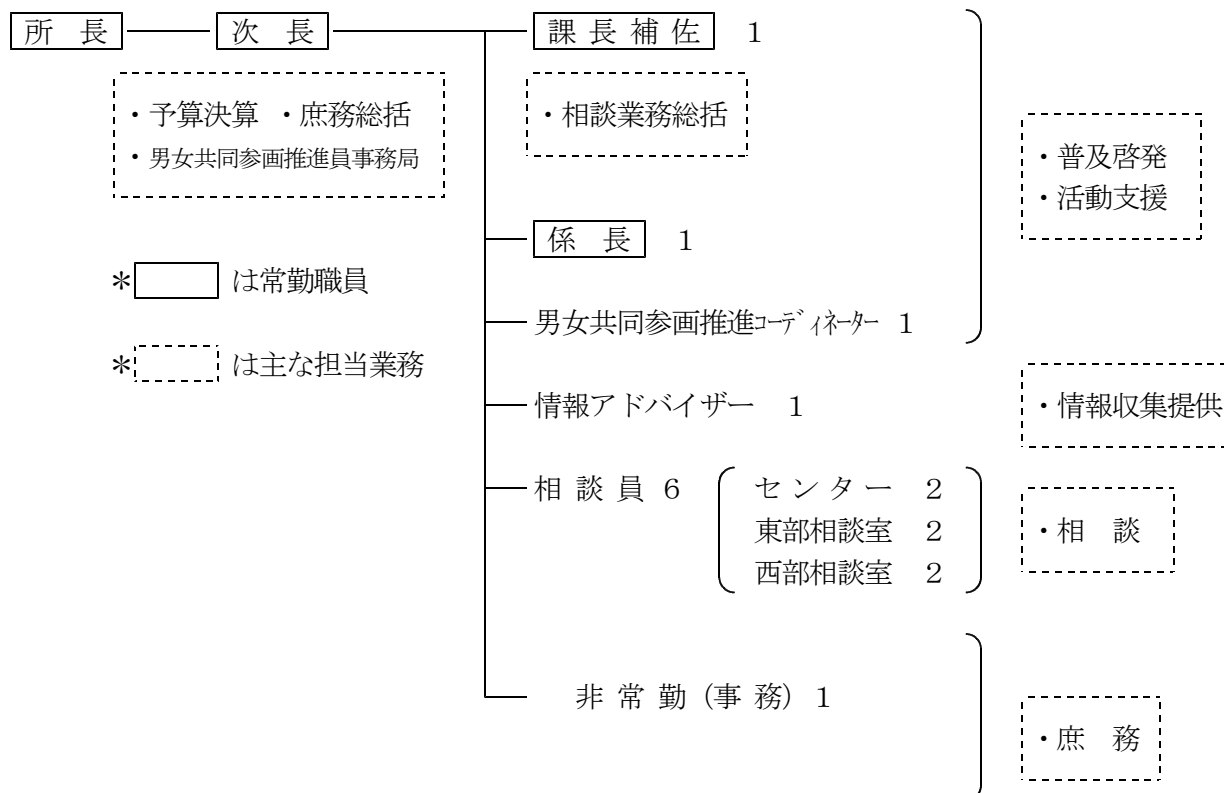 所　長　次　長　課 長 補 佐　１
・予算決算　・庶務総括
・男女共同参画推進員事務局
・相談業務総括
・普及啓発
・活動支援
係　長　１
＊　　　は常勤職員
男女共同参画推進ｺｰﾃﾞｨﾈｰﾀｰ　１
＊　　　は主な担当業務
情報アドバイザー　１
・情報収集提供
相 談 員 ６
センター　２
東部相談室　２
西部相談室　２
・相　談
非 常 勤 (事 務)　１
・庶　務